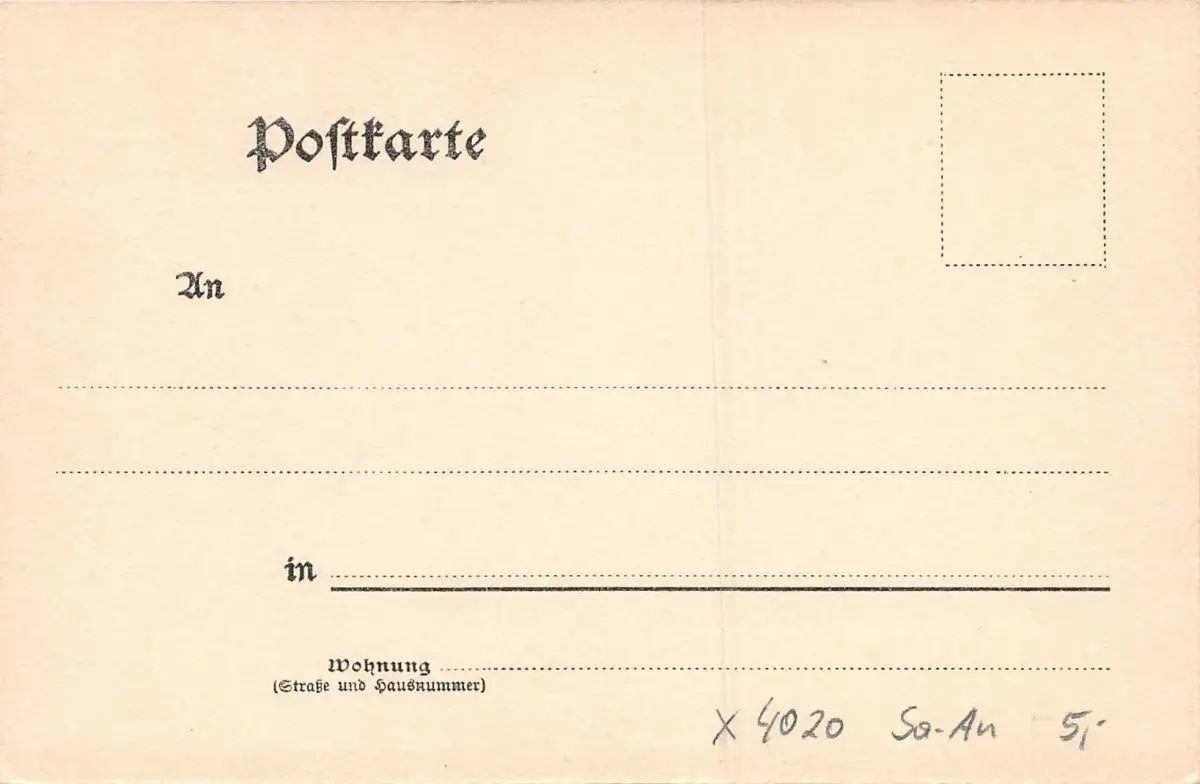 Poſtkarte
An
in
Wohnung
(Straße und Hausnummer)
X 4020 Sa-An 5,-